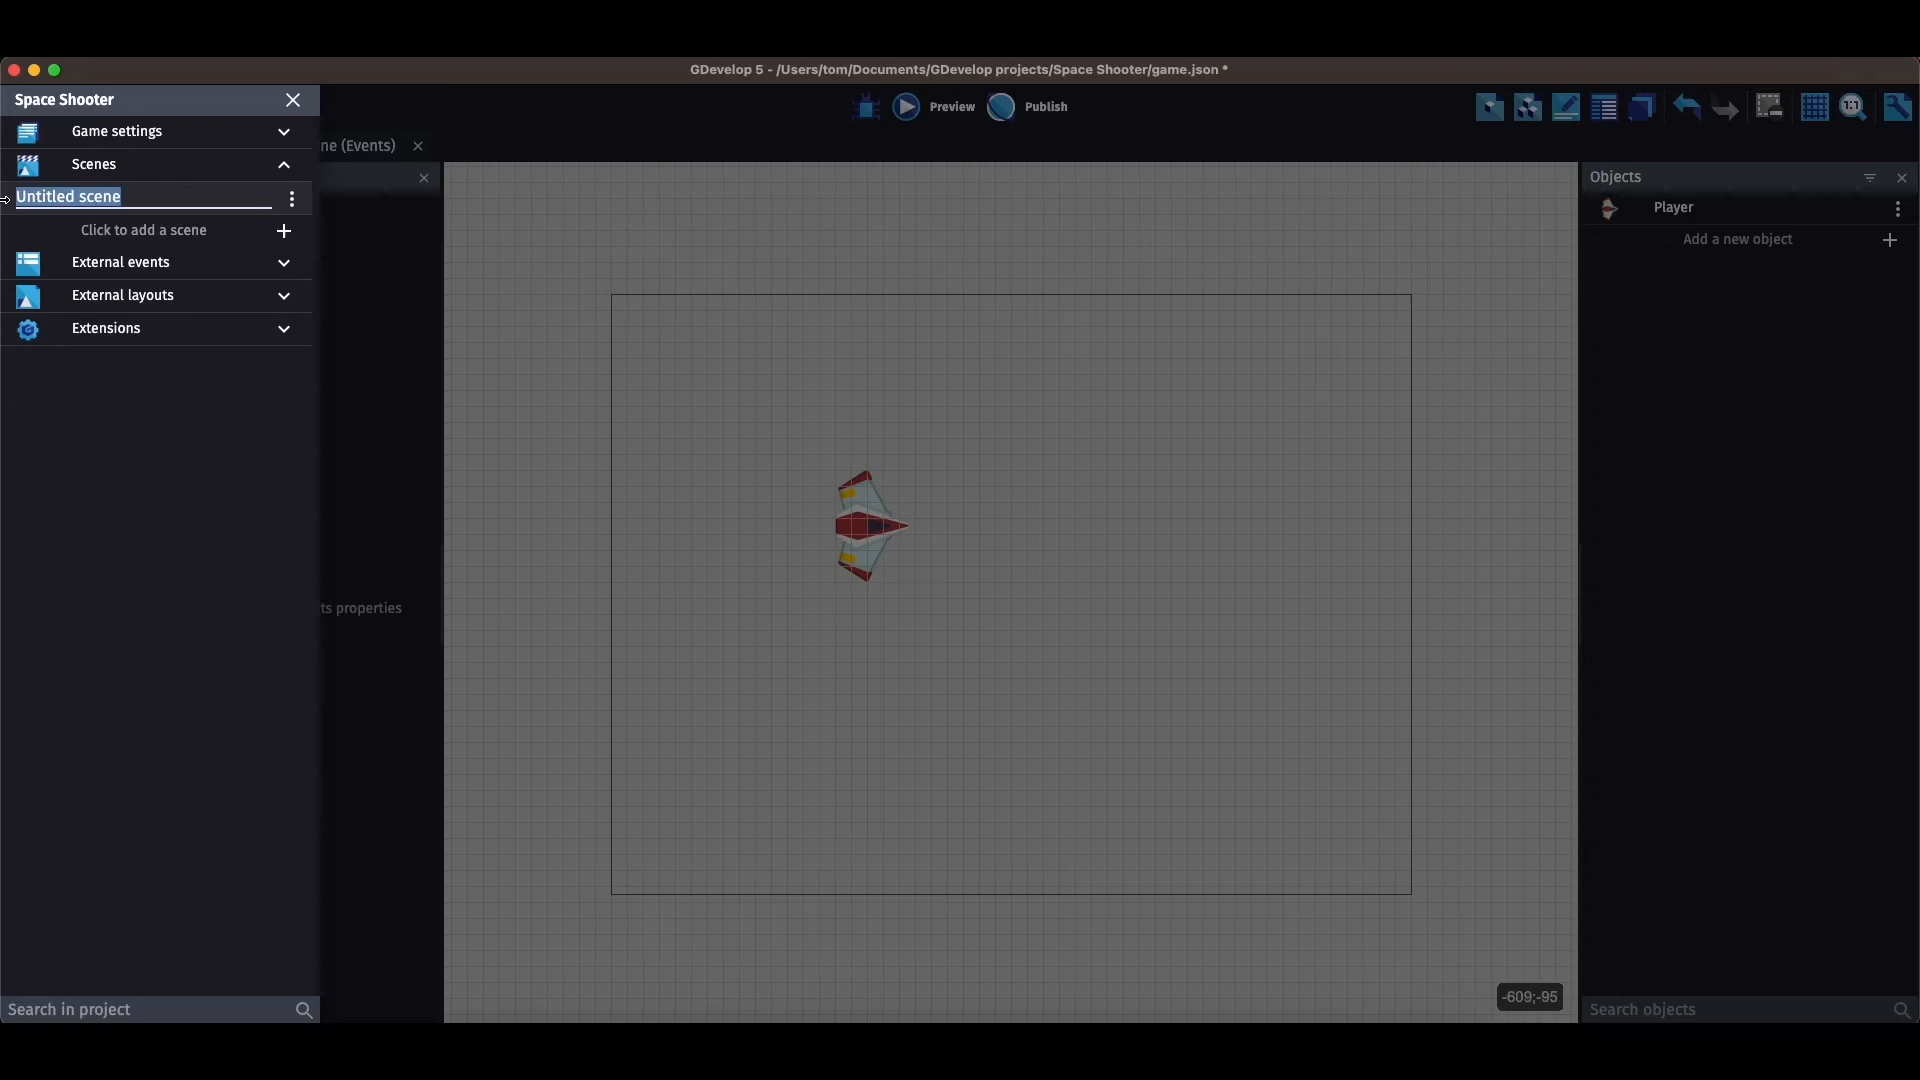 GDevelop 5 - /Users/tom/Documents/GDevelop projects/Space Shooter/game.json *
Space Shooter
Preview
Publish
1:1
Game settings
ne (Events)
Scenes
Objects
Untitled scene
Player
Click to add a scene
Add a new object
External events
External layouts
Extensions
ts properties
-609;-95
Search in project
Search objects